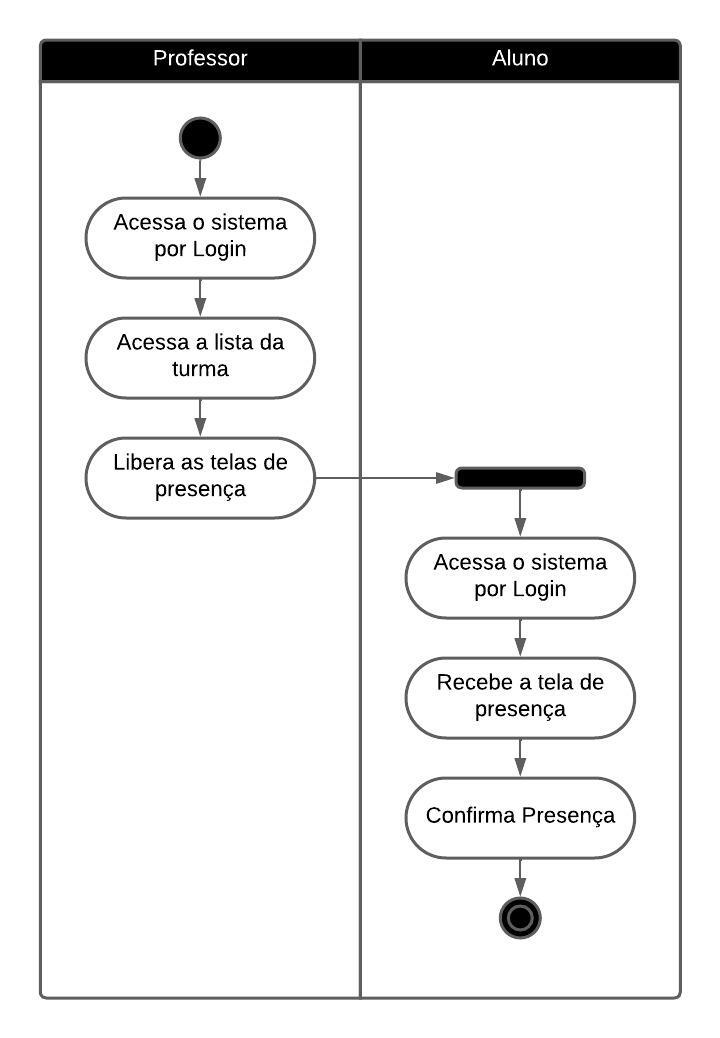 Professor
Aluno
Acessa o sistema
por Login
Acessa a lista da
turma
Libera as telas de
presença
Acessa o sistema
por Login
Recebe a tela de
presença
Confirma Presença